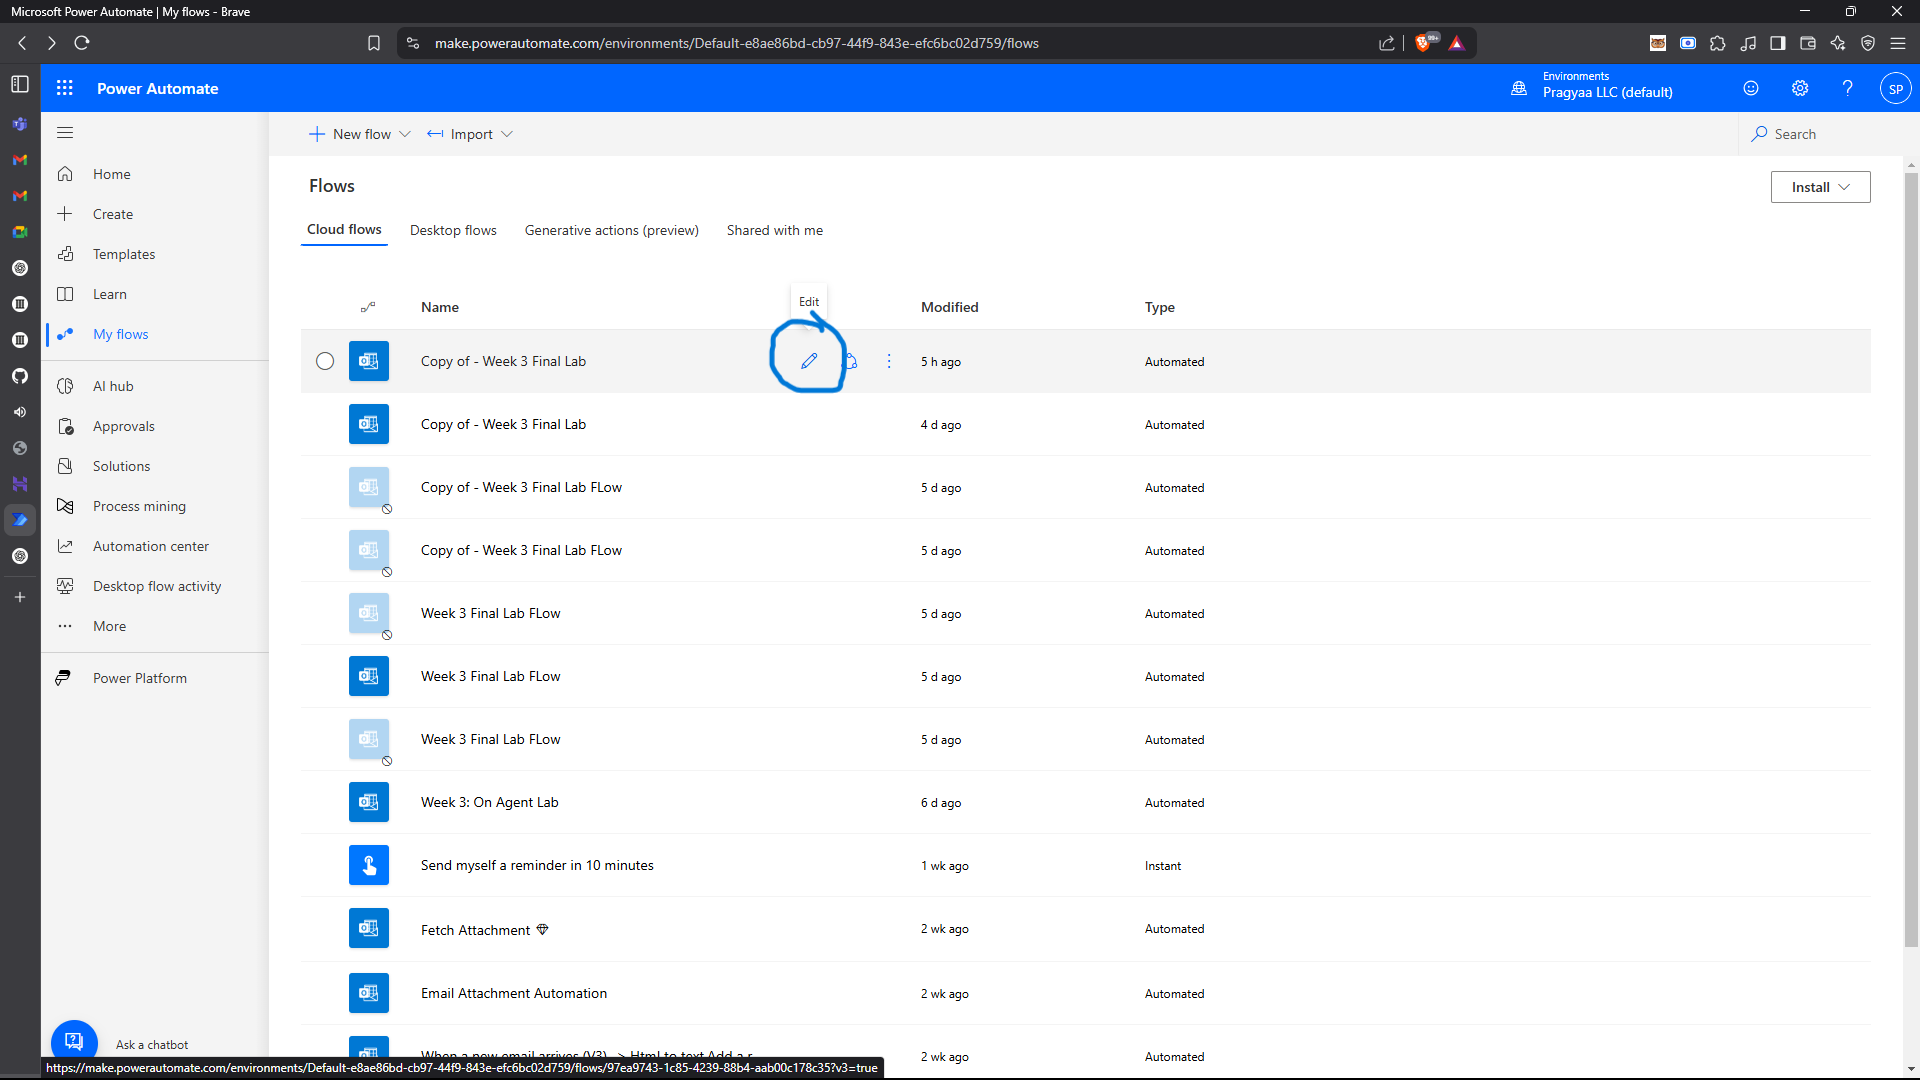 Microsoft Power Automate | My flows - Brave
make.powerautomate.com/environments/Default-e8ae86bd-cb97-44f9-843e-efc6bc02d759/flows
99+
Power Automate
Environments
Pragyaa LLC (default)
SP
New flow
Import
Search
Home
Create
Templates
Learn
My flows
AI hub
Approvals
Solutions
Process mining
Automation center
Desktop flow activity
More
Power Platform
Ask a chatbot
Flows
Install
Cloud flows Desktop flows Generative actions (preview) Shared with me
Edit
Name Modified Type
Copy of - Week 3 Final Lab 5 h ago Automated
Copy of - Week 3 Final Lab 4 d ago Automated
Copy of - Week 3 Final Lab FLow 5 d ago Automated
Copy of - Week 3 Final Lab FLow 5 d ago Automated
Week 3 Final Lab FLow 5 d ago Automated
Week 3 Final Lab FLow 5 d ago Automated
Week 3 Final Lab FLow 5 d ago Automated
Week 3: On Agent Lab 6 d ago Automated
Send myself a reminder in 10 minutes 1 wk ago Instant
Fetch Attachment 2 wk ago Automated
Email Attachment Automation 2 wk ago Automated
When a new email arrives (V3) -> Html to text,Add a r 2 wk ago Automated
https://make.powerautomate.com/environments/Default-e8ae86bd-cb97-44f9-843e-efc6bc02d759/flows/97ea9743-1c85-4239-88b4-aab00c178c35?v3=true